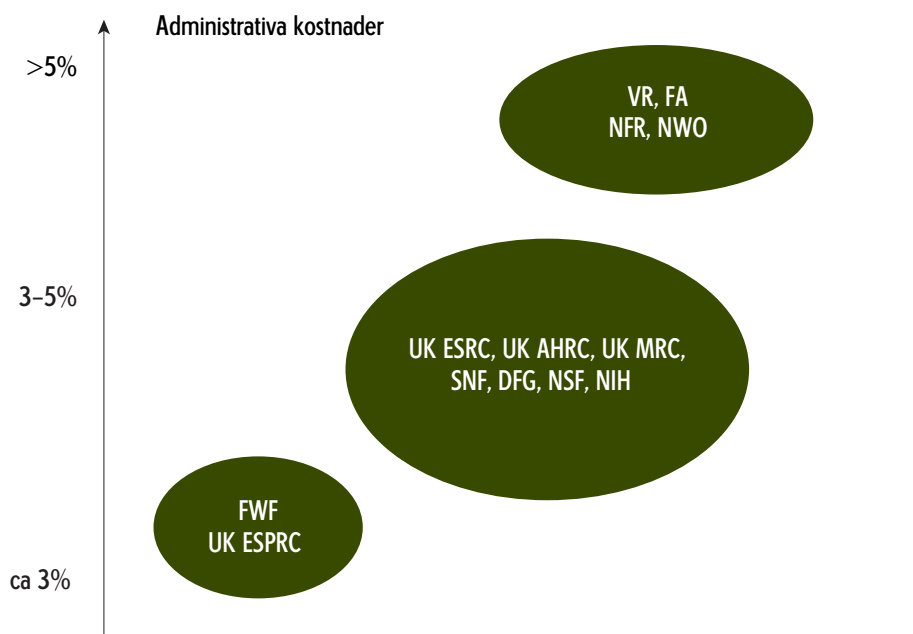 Administrativa kostnader
>5%
VR, FA
NFR, NWO
3–5%
UK ESRC, UK AHRC, UK MRC,
SNF, DFG, NSF, NIH
FWF
UK ESPRC
ca 3%